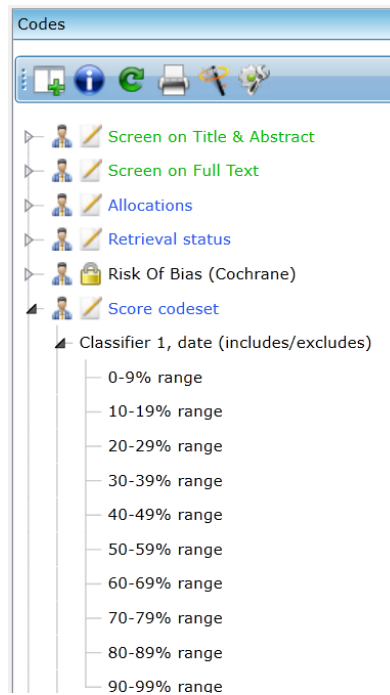 Codes
Screen on Title & Abstract
Screen on Full Text
Allocations
Retrieval status
Risk Of Bias (Cochrane)
Score codeset
Classifier 1, date (includes/excludes)
0-9% range
10-19% range
20-29% range
30-39% range
40-49% range
50-59% range
60-69% range
70-79% range
80-89% range
90-99% range